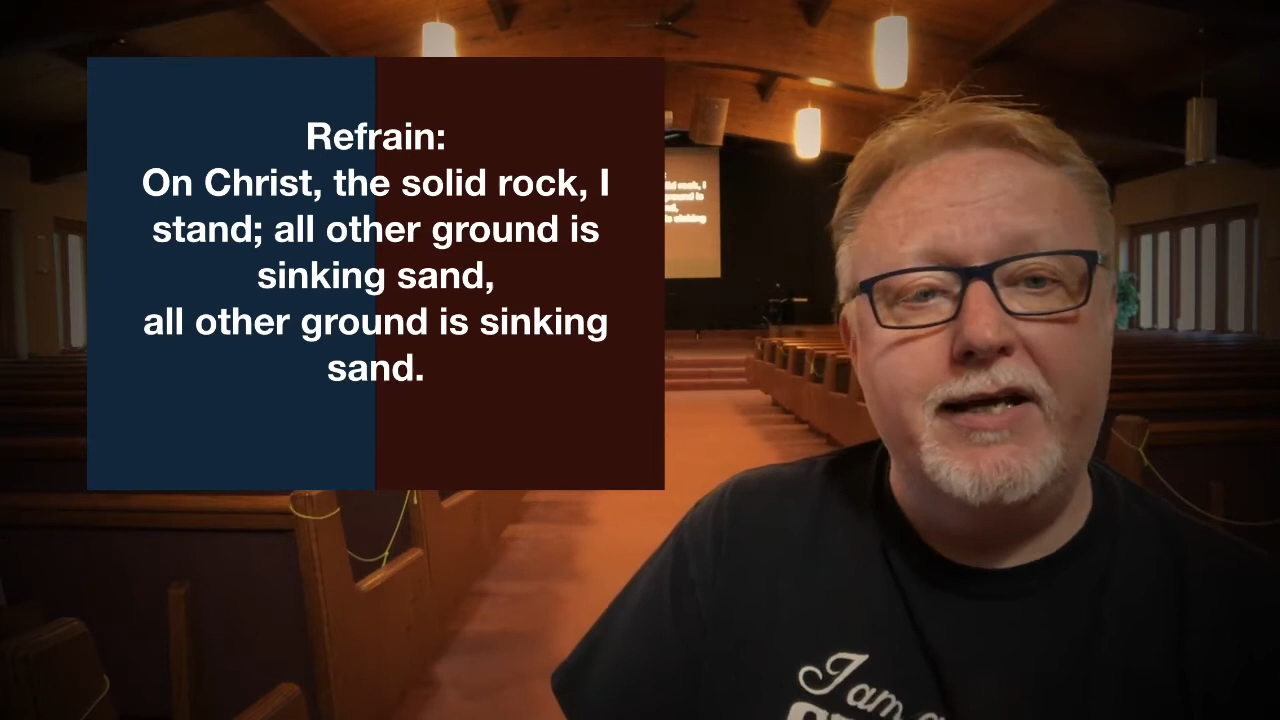 Refrain:
On Christ, the solid rock, I
stand; all other ground is
sinking sand,
all other ground is sinking
sand.
I am